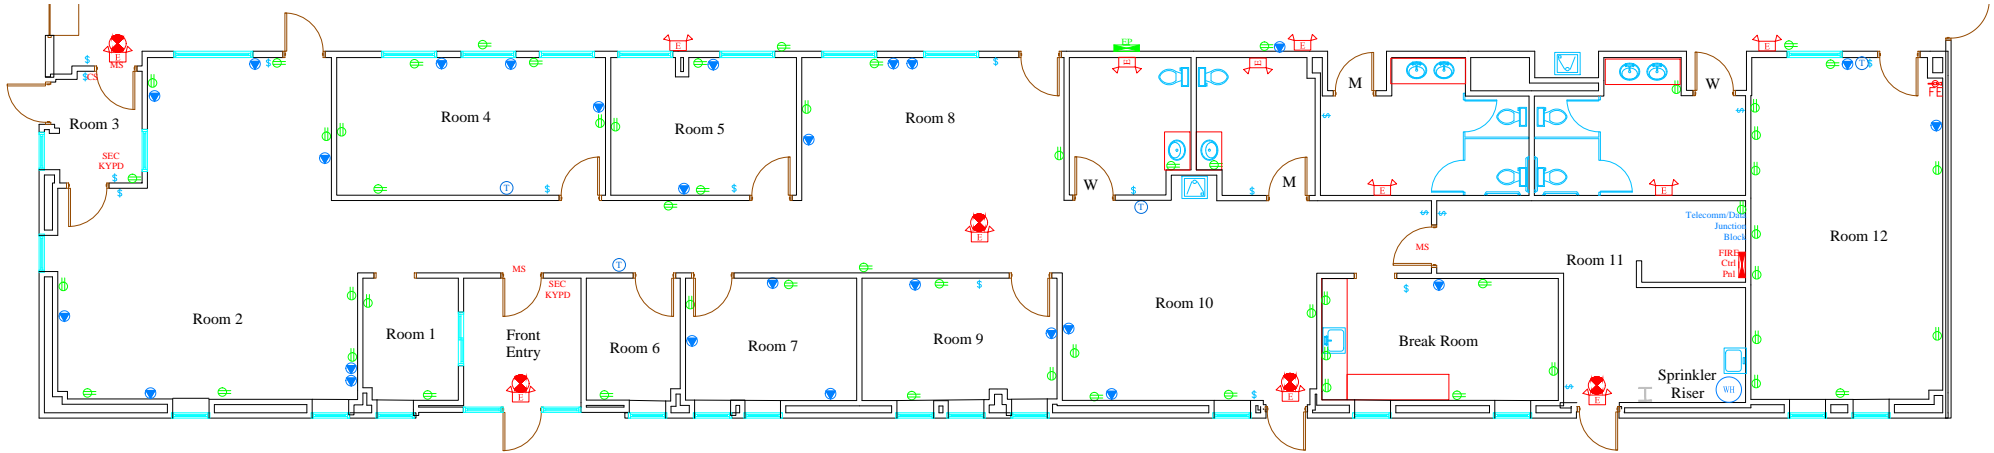 E
MS
CS
Room 3
SEC
KYPD
Room 4
T
Room 5
E
Room 8
EP
E
E
E
W
M
T
M
W
$
E
E
E
T
FE
Room 12
Room 2
Room 1
MS
SEC
KYPD
Front
Entry
E
T
Room 6
Room 7
Room 9
E
Room 10
E
MS
Room 11
Telecomm/Data
Junction
Block
FIRE
Ctrl
Pnl
Break Room
E
Sprinkler
Riser
WH